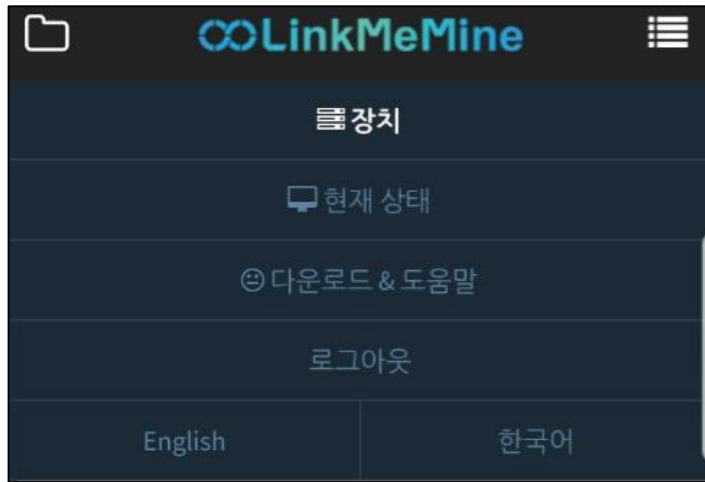 LinkMeMine
장치
현재 상태
다운로드 & 도움말
로그아웃
English 한국어